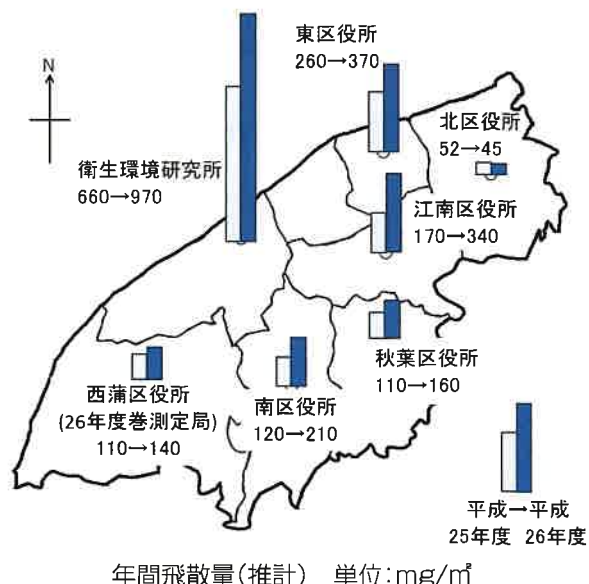 N
東区役所
260→370
北区役所
52→45
衛生環境研究所
660→970
江南区役所
170→340
秋葉区役所
110→160
西蒲区役所
(26年度巻測定局)
110→140
南区役所
120→210
平成→平成
25年度 26年度
年間飛散量(推計) 単位:mg/㎡